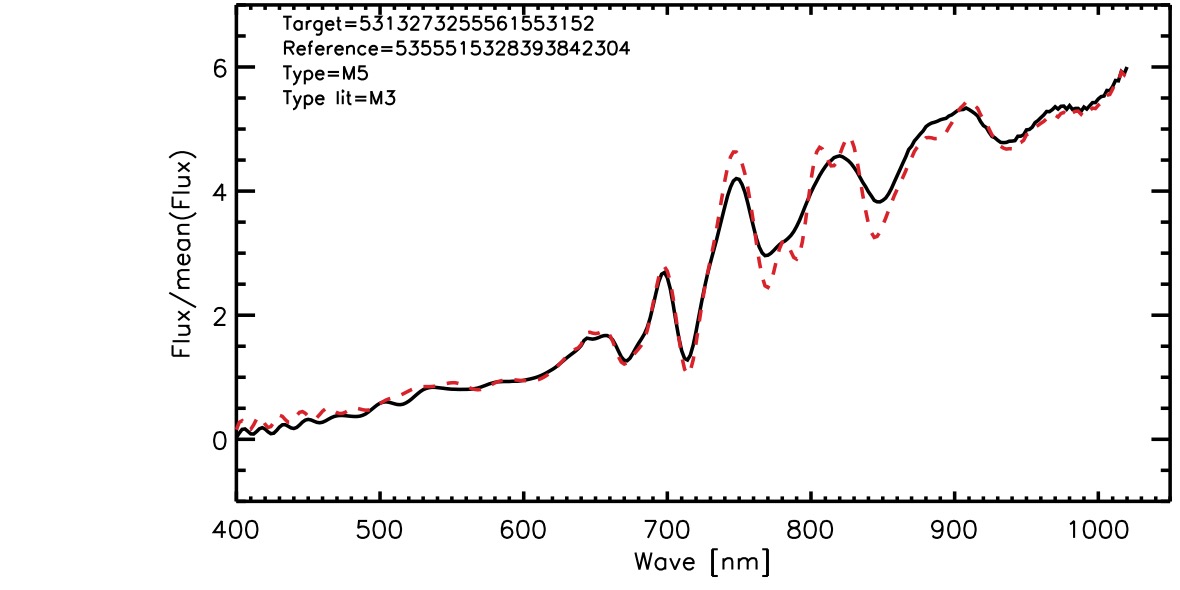 Target=5313273255561553152
Reference=5355515328393842304
Type=M5
Type lit=M3
Flux/mean(Flux)
6
4
2
0
400 500 600 700 800 900 1000
Wave [nm]